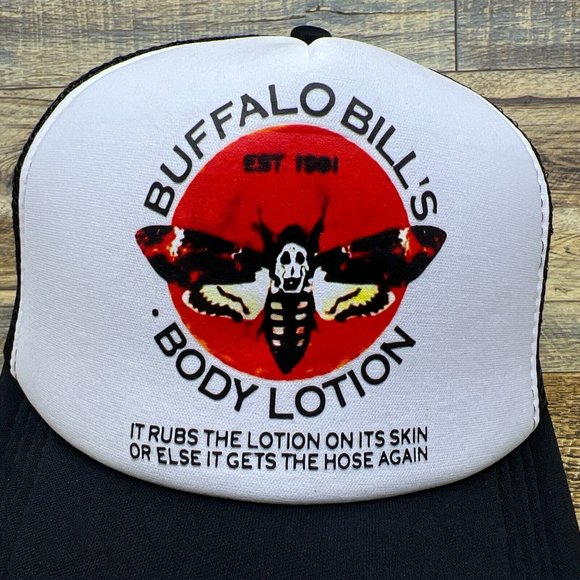 BUFFALO BILL'S
EST. 1991
• BODY LOTION
IT RUBS THE LOTION ON ITS SKIN
OR ELSE IT GETS THE HOSE AGAIN